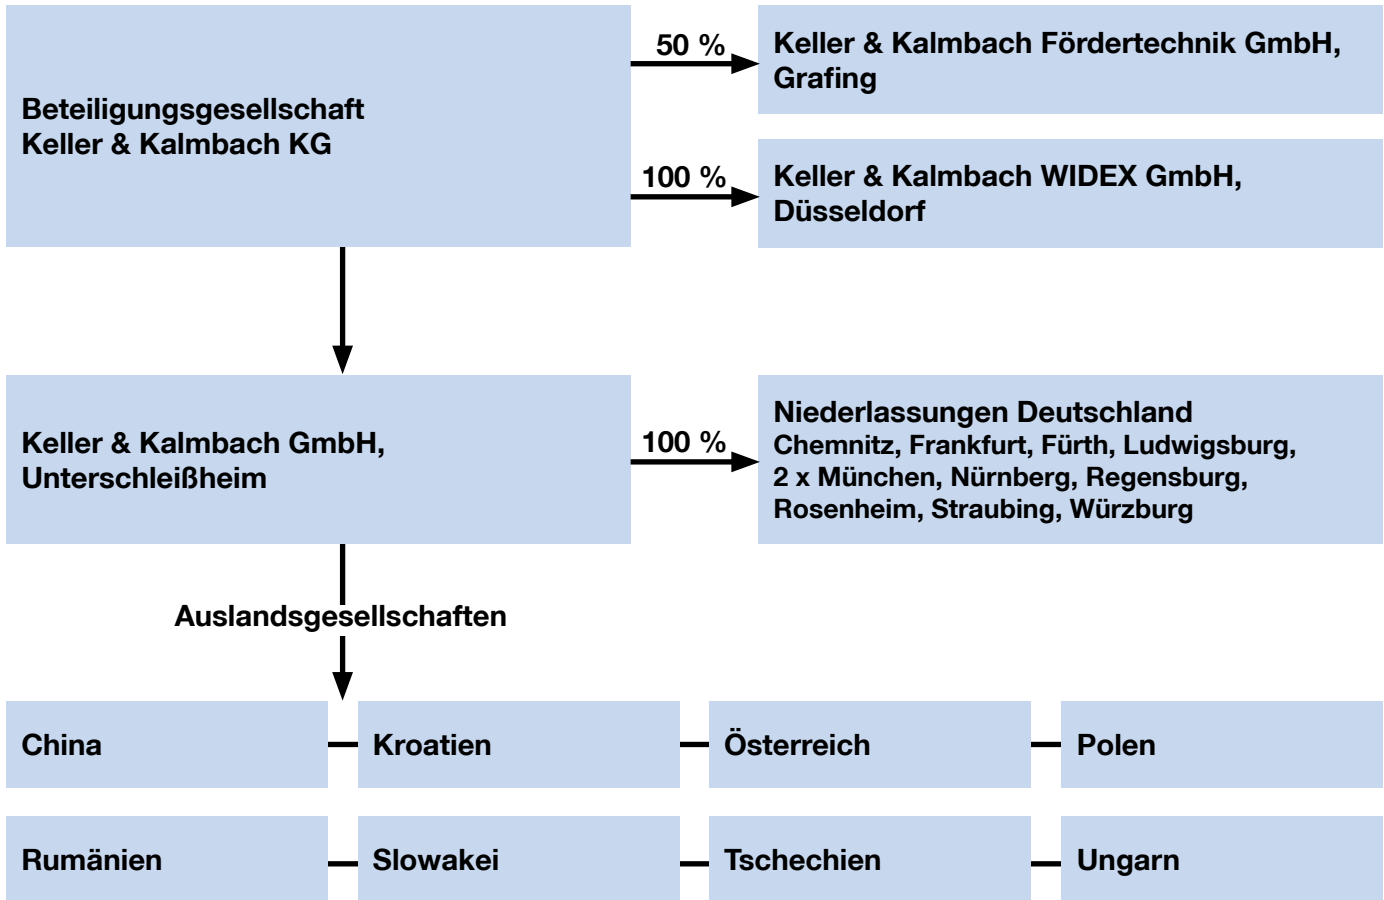 Beteiligungsgesellschaft
Keller & Kalmbach KG
50 %
Keller & Kalmbach Fördertechnik GmbH,
Grafing
100 %
Keller & Kalmbach WIDEX GmbH,
Düsseldorf
Keller & Kalmbach GmbH,
Unterschleißheim
100 %
Niederlassungen Deutschland
Chemnitz, Frankfurt, Fürth, Ludwigsburg,
2 x München, Nürnberg, Regensburg,
Rosenheim, Straubing, Würzburg
Auslandsgesellschaften
China
Kroatien
Österreich
Polen
Rumänien
Slowakei
Tschechien
Ungarn